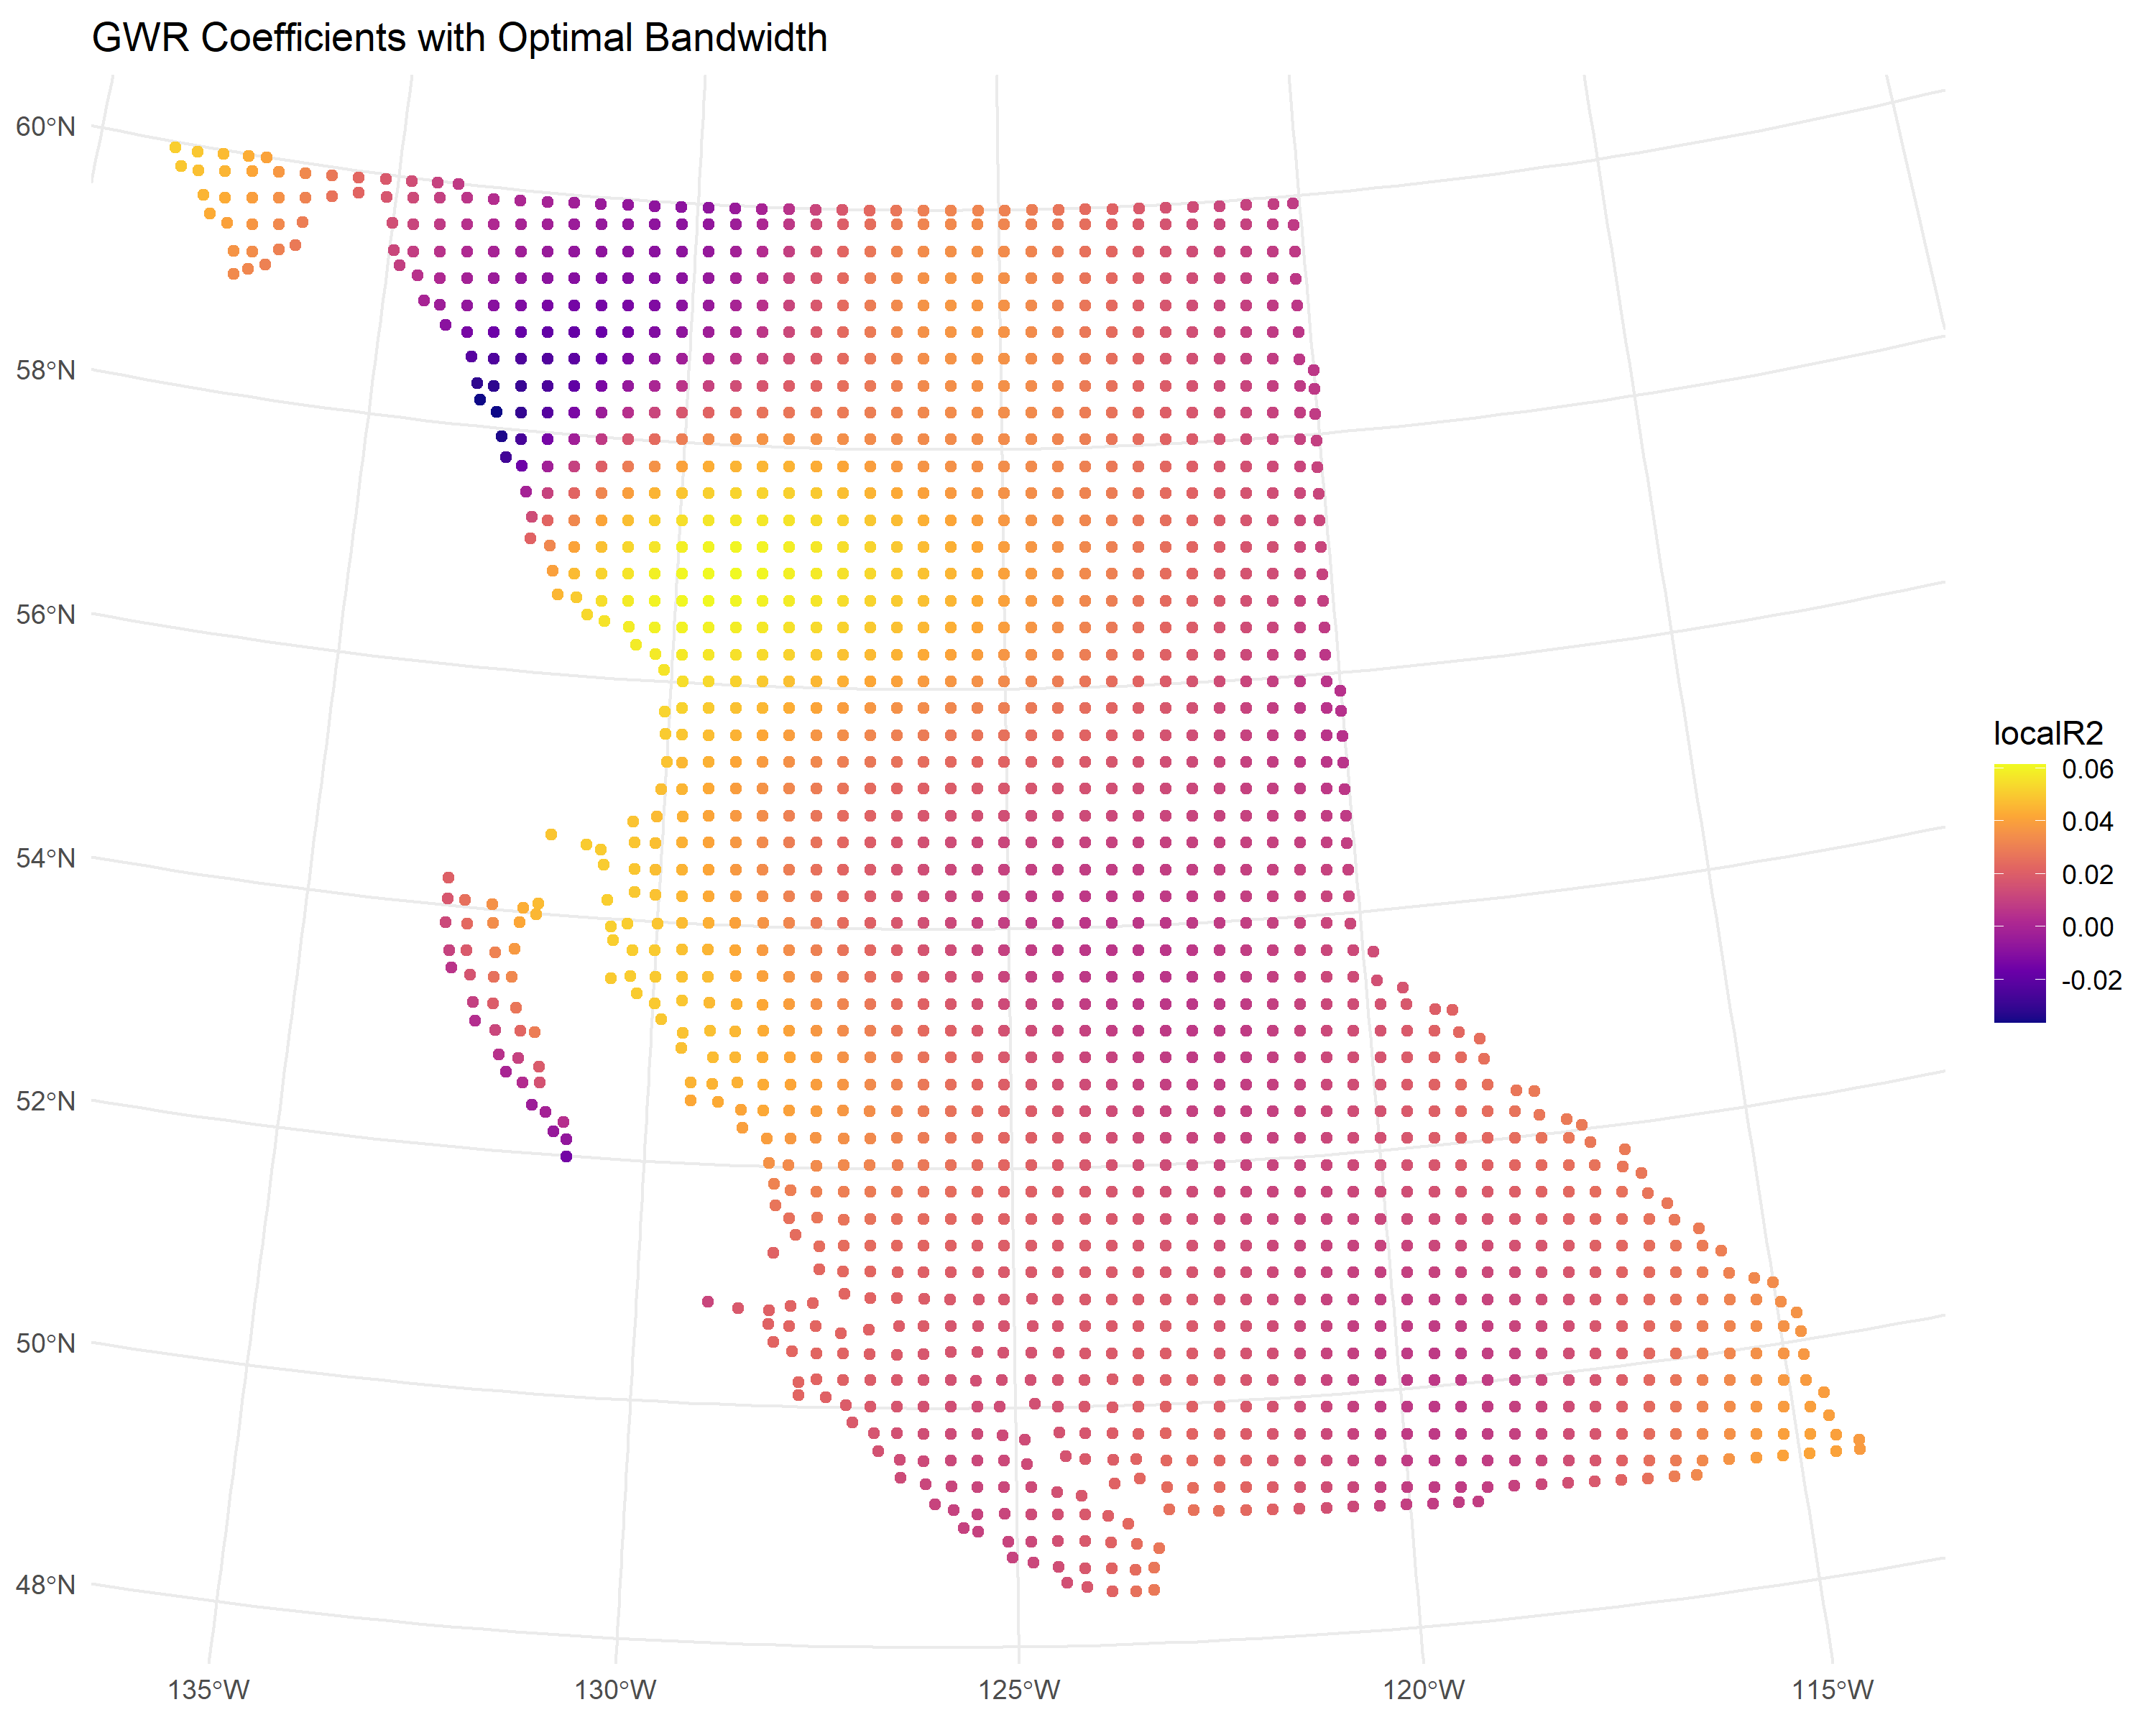 GWR Coefficients with Optimal Bandwidth
60°N
58°N
56°N
54°N
52°N
50°N
48°N
135°W
130°W
125°W
120°W
115°W
localR2
0.06
0.04
0.02
0.00
-0.02